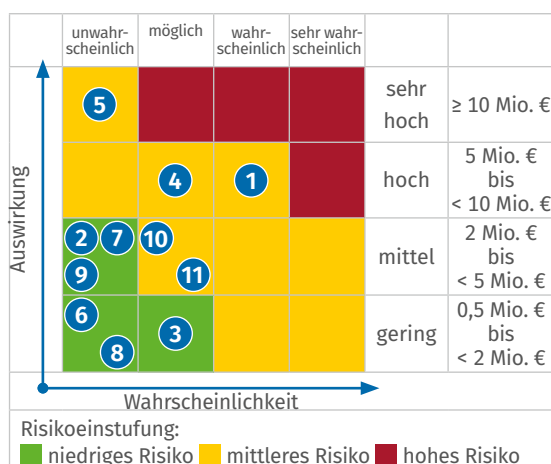 unwahr-
scheinlich
möglich
wahr-
scheinlich
sehr wahr-
scheinlich
Auswirkung
5
sehr
hoch
≥ 10 Mio. €
4
1
hoch
5 Mio. €
bis
< 10 Mio. €
2 7 10
9 11
mittel
2 Mio. €
bis
< 5 Mio. €
6
8
3
gering
0,5 Mio. €
bis
< 2 Mio. €
Wahrscheinlichkeit
Risikoeinstufung:
niedriges Risiko mittleres Risiko hohes Risiko